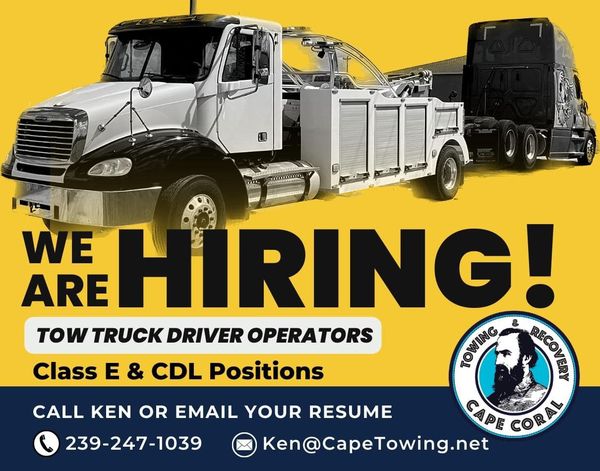 WE ARE HIRING!
TOW TRUCK DRIVER OPERATORS
Class E & CDL Positions
TOWING & RECOVERY
CAPE CORAL
CALL KEN OR EMAIL YOUR RESUME
239-247-1039 Ken@CapeTowing.net